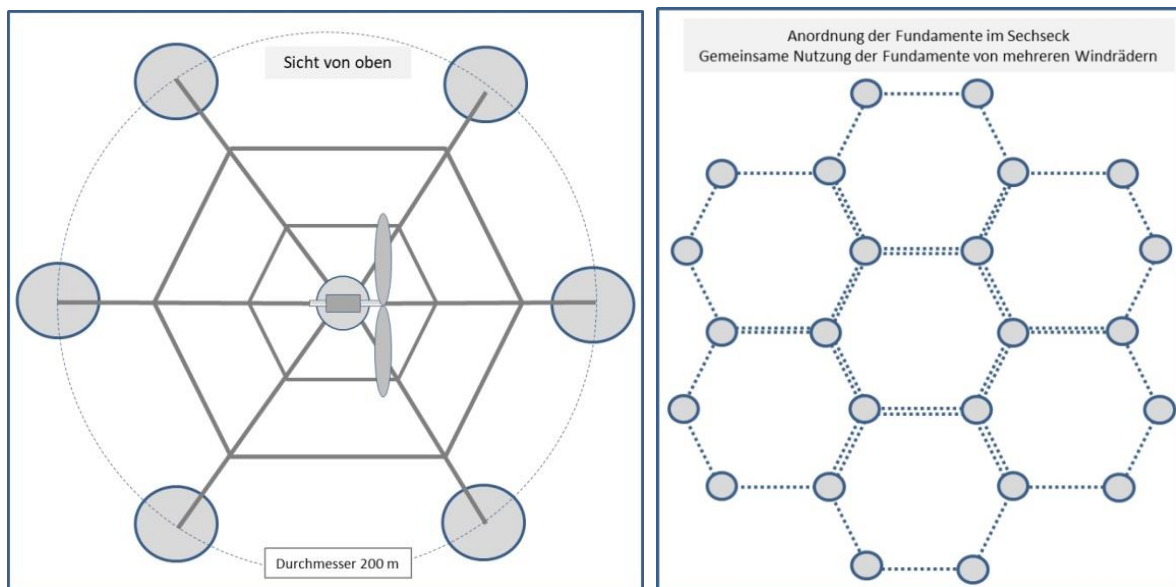 Sicht von oben
Durchmesser 200 m
Anordnung der Fundamente im Sechseck
Gemeinsame Nutzung der Fundamente von mehreren Windrädern